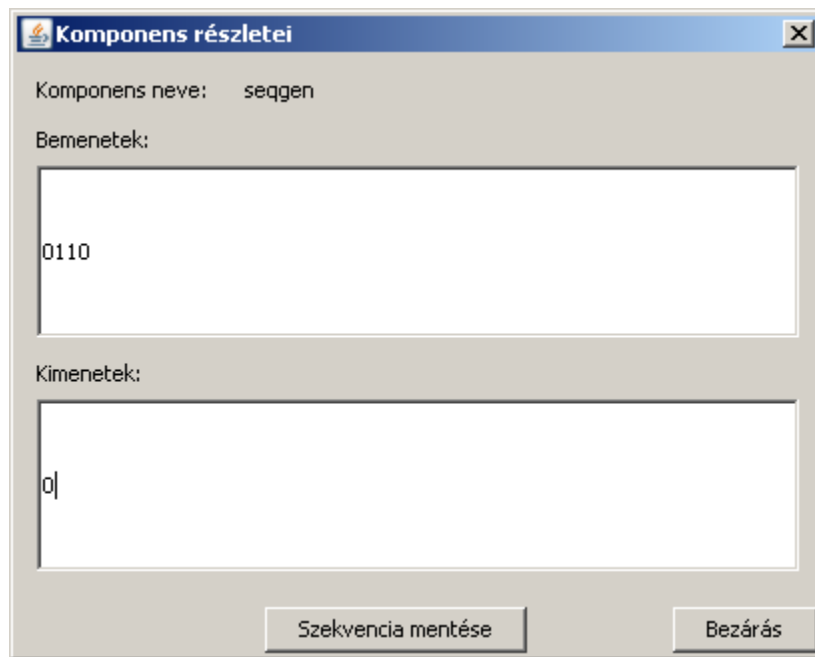 Komponens részletei
Komponens neve: seqgen
Bemenetek:
0110
Kimenetek:
0
Szekvencia mentése Bezárás